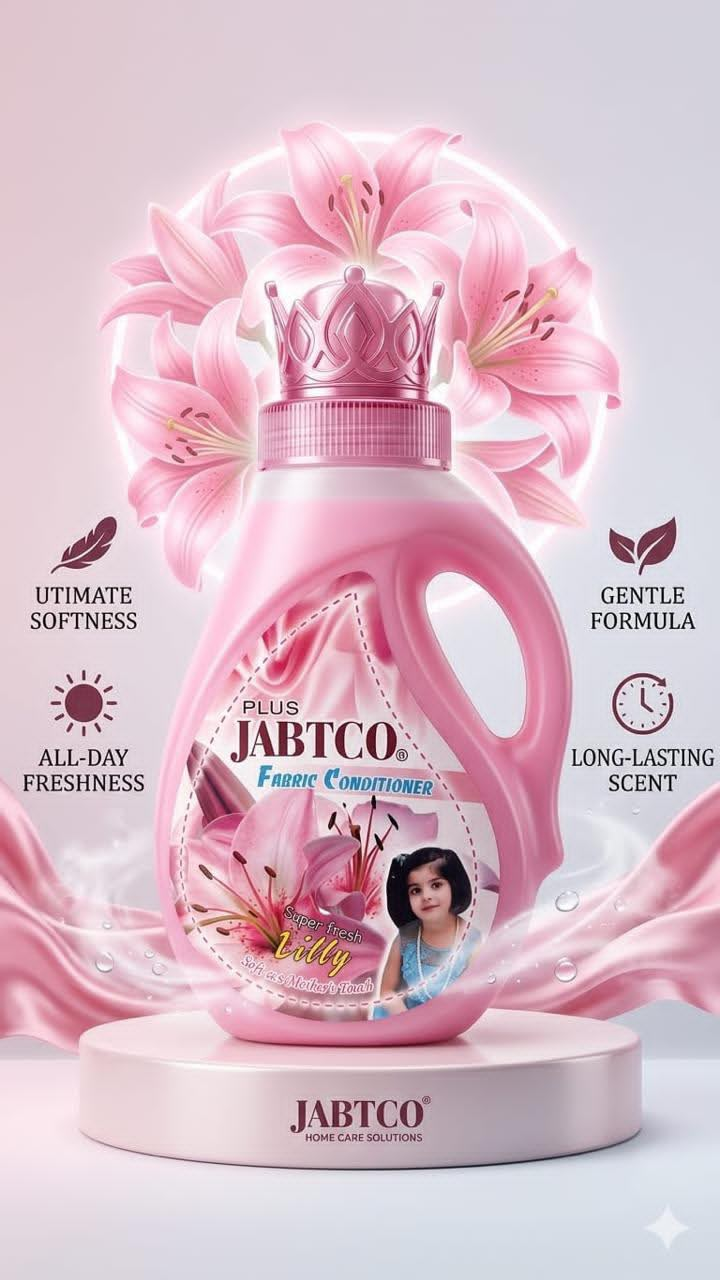 UTIMATE
SOFTNESS
GENTLE
FORMULA
ALL-DAY
FRESHNESS
LONG-LASTING
SCENT
PLUS
JABTCO®
FABRIC CONDITIONER
Super fresh
Lilly
Soft as Mother's Touch
JABTCO®
HOME CARE SOLUTIONS